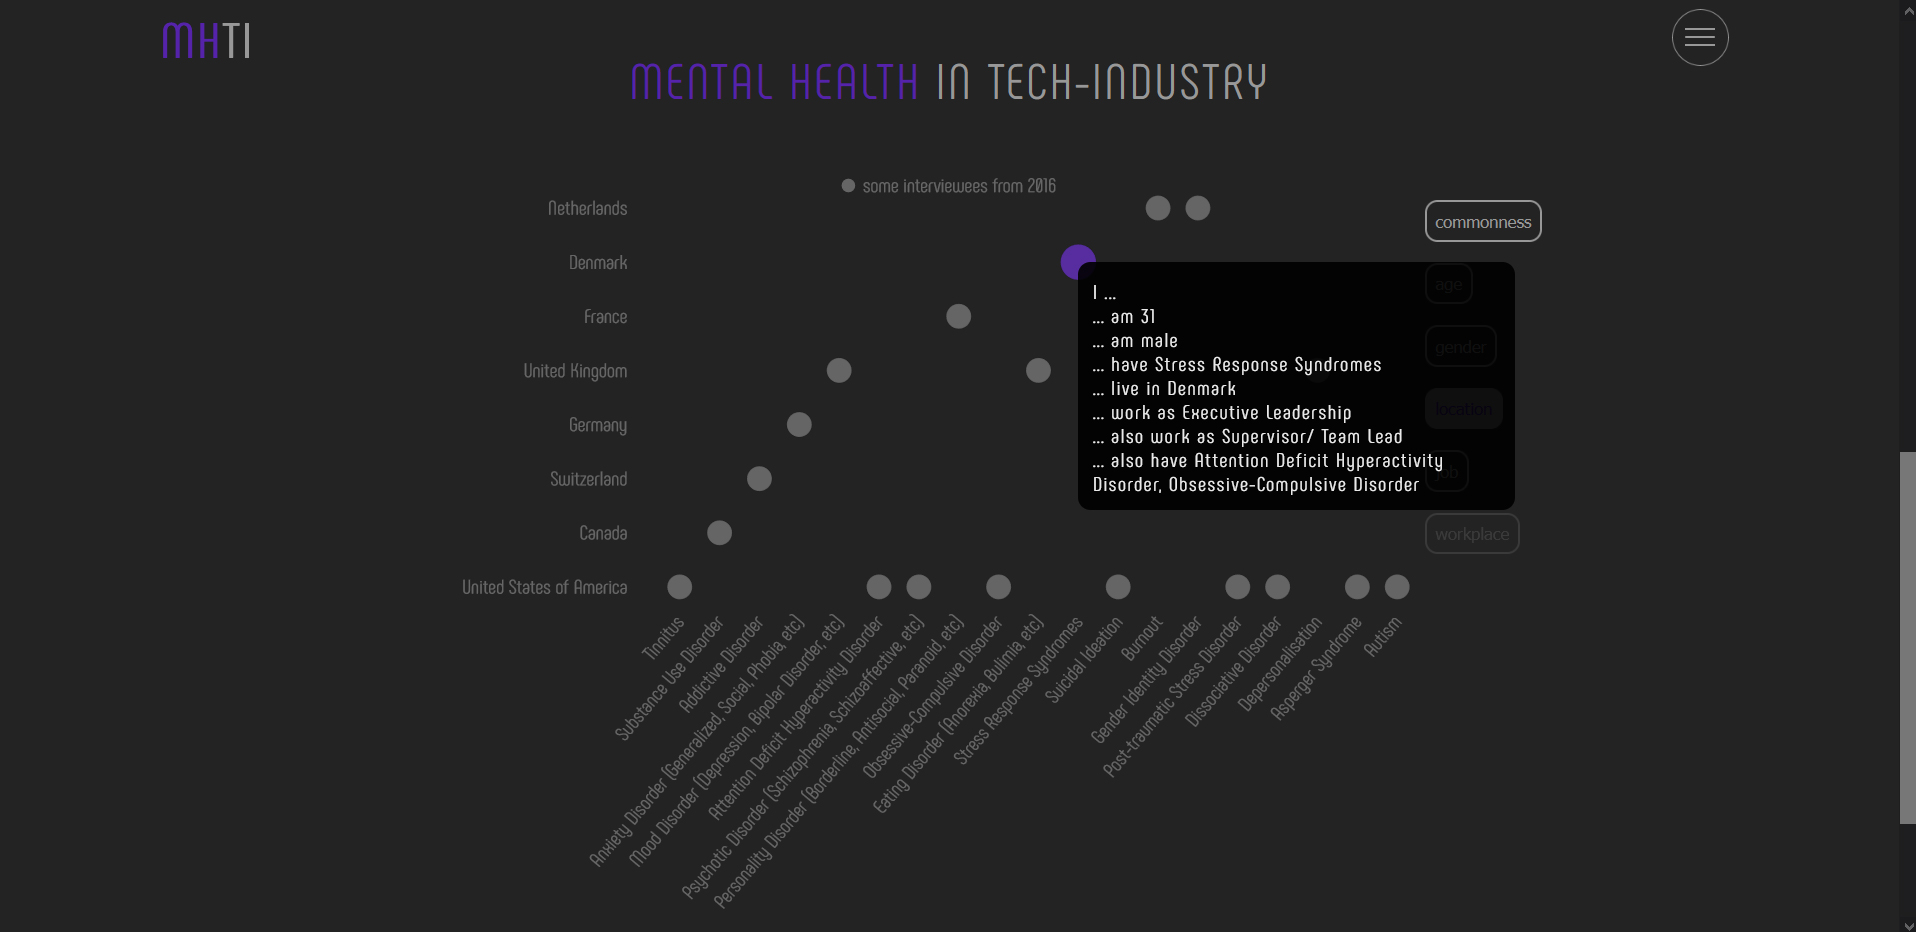 MHTI
MENTAL HEALTH IN TECH-INDUSTRY
some interviewees from 2016
Netherlands
Denmark
France
United Kingdom
Germany
Switzerland
Canada
United States of America
commonness
age
gender
location
job
workplace
I ...
... am 31
... am male
... have Stress Response Syndromes
... live in Denmark
... work as Executive Leadership
... also work as Supervisor/ Team Lead
... also have Attention Deficit Hyperactivity
Disorder, Obsessive-Compulsive Disorder
Tinnitus
Substance Use Disorder
Addictive Disorder
Anxiety Disorder (Generalized, Social, Phobia, etc)
Mood Disorder (Depression, Bipolar Disorder, etc)
Attention Deficit Hyperactivity Disorder
Psychotic Disorder (Schizophrenia, Schizoaffective, etc)
Personality Disorder (Borderline, Antisocial, Paranoid, etc)
Obsessive-Compulsive Disorder
Eating Disorder (Anorexia, Bulimia, etc)
Stress Response Syndromes
Suicidal Ideation
Burnout
Gender Identity Disorder
Post-traumatic Stress Disorder
Dissociative Disorder
Depersonalisation
Asperger Syndrome
Autism